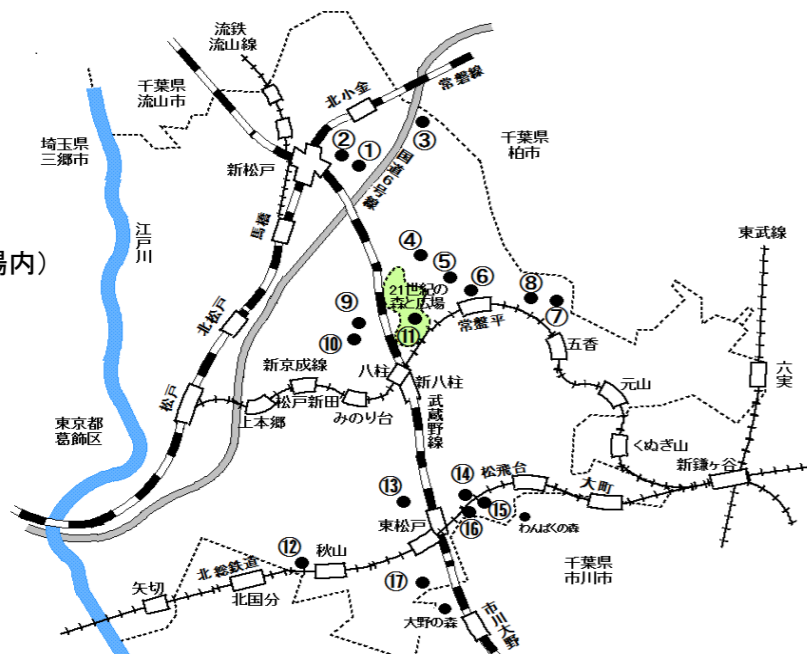 流鉄
流山線
千葉県
流山市
北小金
常磐線
埼玉県
三郷市
②
①
③
千葉県
柏市
新松戸
国道6号線
馬橋
江戸川
場内)
④
⑤
⑥
⑧
⑦
東武線
21世紀の
森と広場
⑪
常盤平
五香
北松戸
⑨
⑩
八柱
新八柱
新京成線
松戸
松戸新田
みのり台
上本郷
元山
六実
くぬぎ山
新鎌ヶ谷
東京都
葛飾区
武蔵野線
⑬
⑭
松飛台
大町
⑮
⑯
わんぱくの森
東松戸
千葉県
市川市
⑫
秋山
北総鉄道
北国分
矢切
⑰
大野の森
市川大野